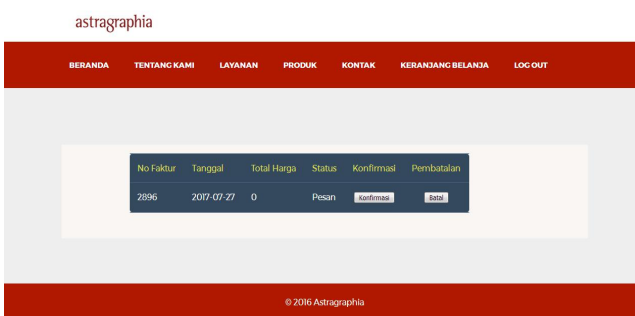 astragraphia
BERANDA TENTANG KAMI LAYANAN PRODUK KONTAK KERANJANG BELANJA LOG OUT
No Faktur Tanggal Total Harga Status Konfirmasi Pembatalan
2896 2017-07-27 0 Pesan Konfirmasi Batal
© 2016 Astragraphia